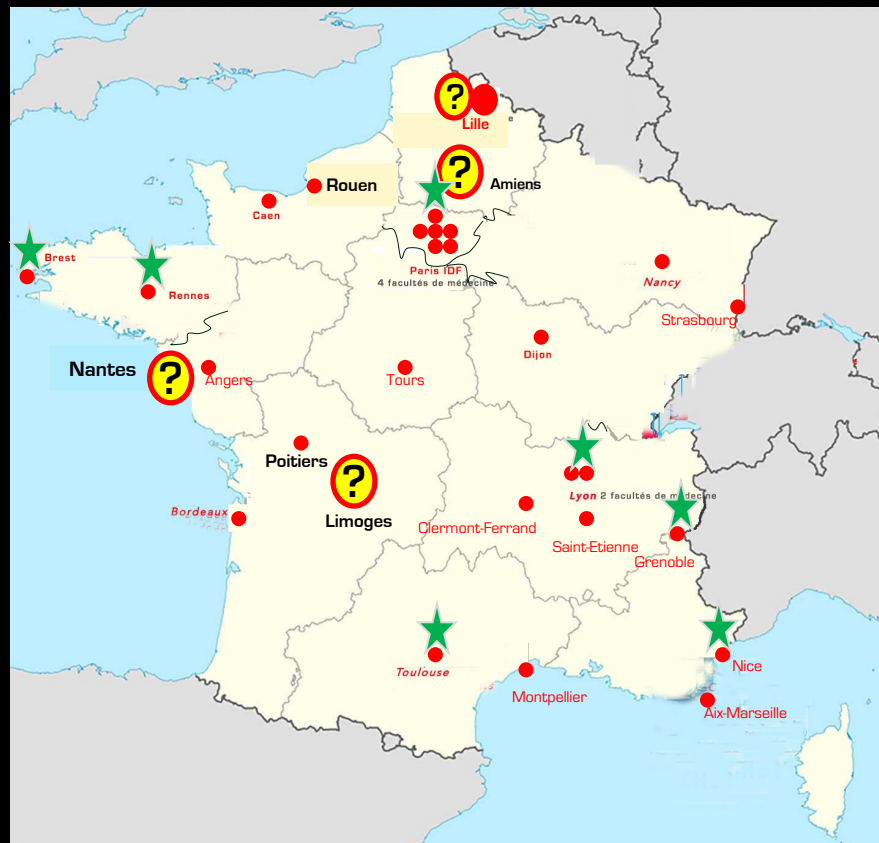 ?
Lille
?
Amiens
Rouen
Caen
Brest
Rennes
Paris IDF
4 facultés de médecine
Nancy
Strasbourg
Dijon
Nantes
?
Angers
Tours
Poitiers
?
Limoges
Bordeaux
Lyon 2 facultés de medecine
Clermont-Ferrand
Saint-Etienne
Grenoble
Toulouse
Nice
Montpellier
Aix-Marseille